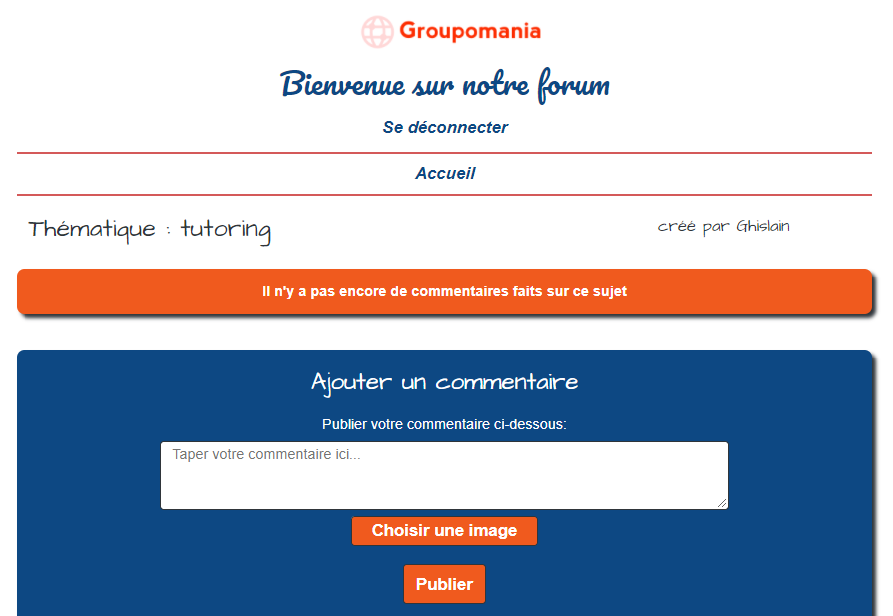 Groupomania
Bienvenue sur notre forum
Se déconnecter
Accueil
Thématique : tutoring
créé par Ghislain
Il n'y a pas encore de commentaires faits sur ce sujet
Ajouter un commentaire
Publier votre commentaire ci-dessous:
Taper votre commentaire ici...
Choisir une image
Publier